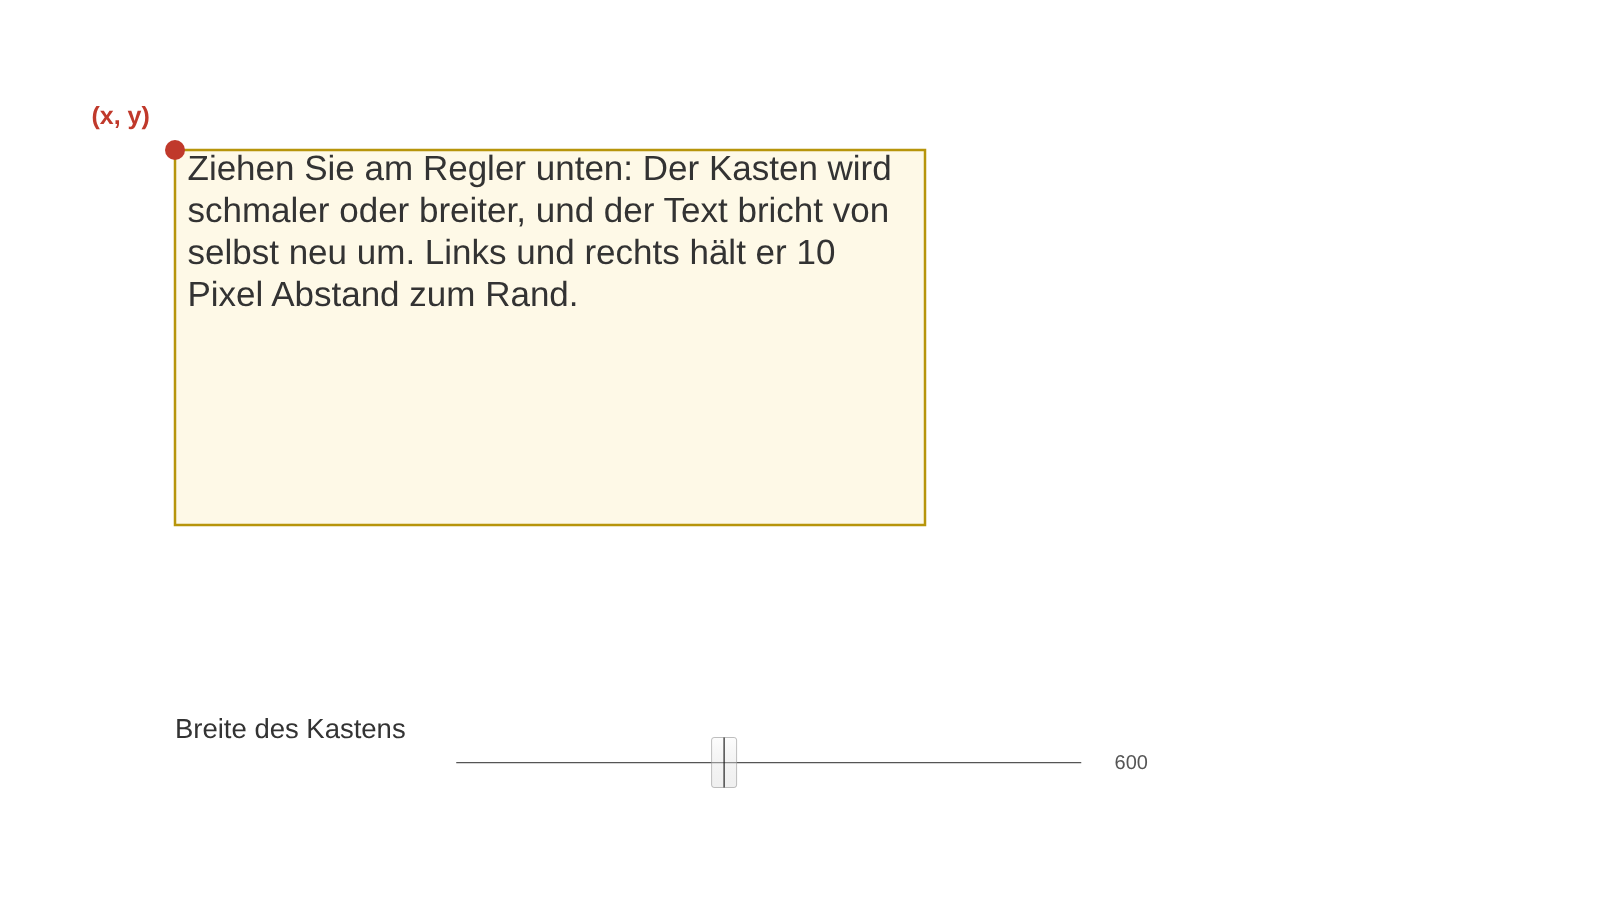 (x, y)
Ziehen Sie am Regler unten: Der Kasten wird
schmaler oder breiter, und der Text bricht von
selbst neu um. Links und rechts hält er 10
Pixel Abstand zum Rand.
Breite des Kastens
600